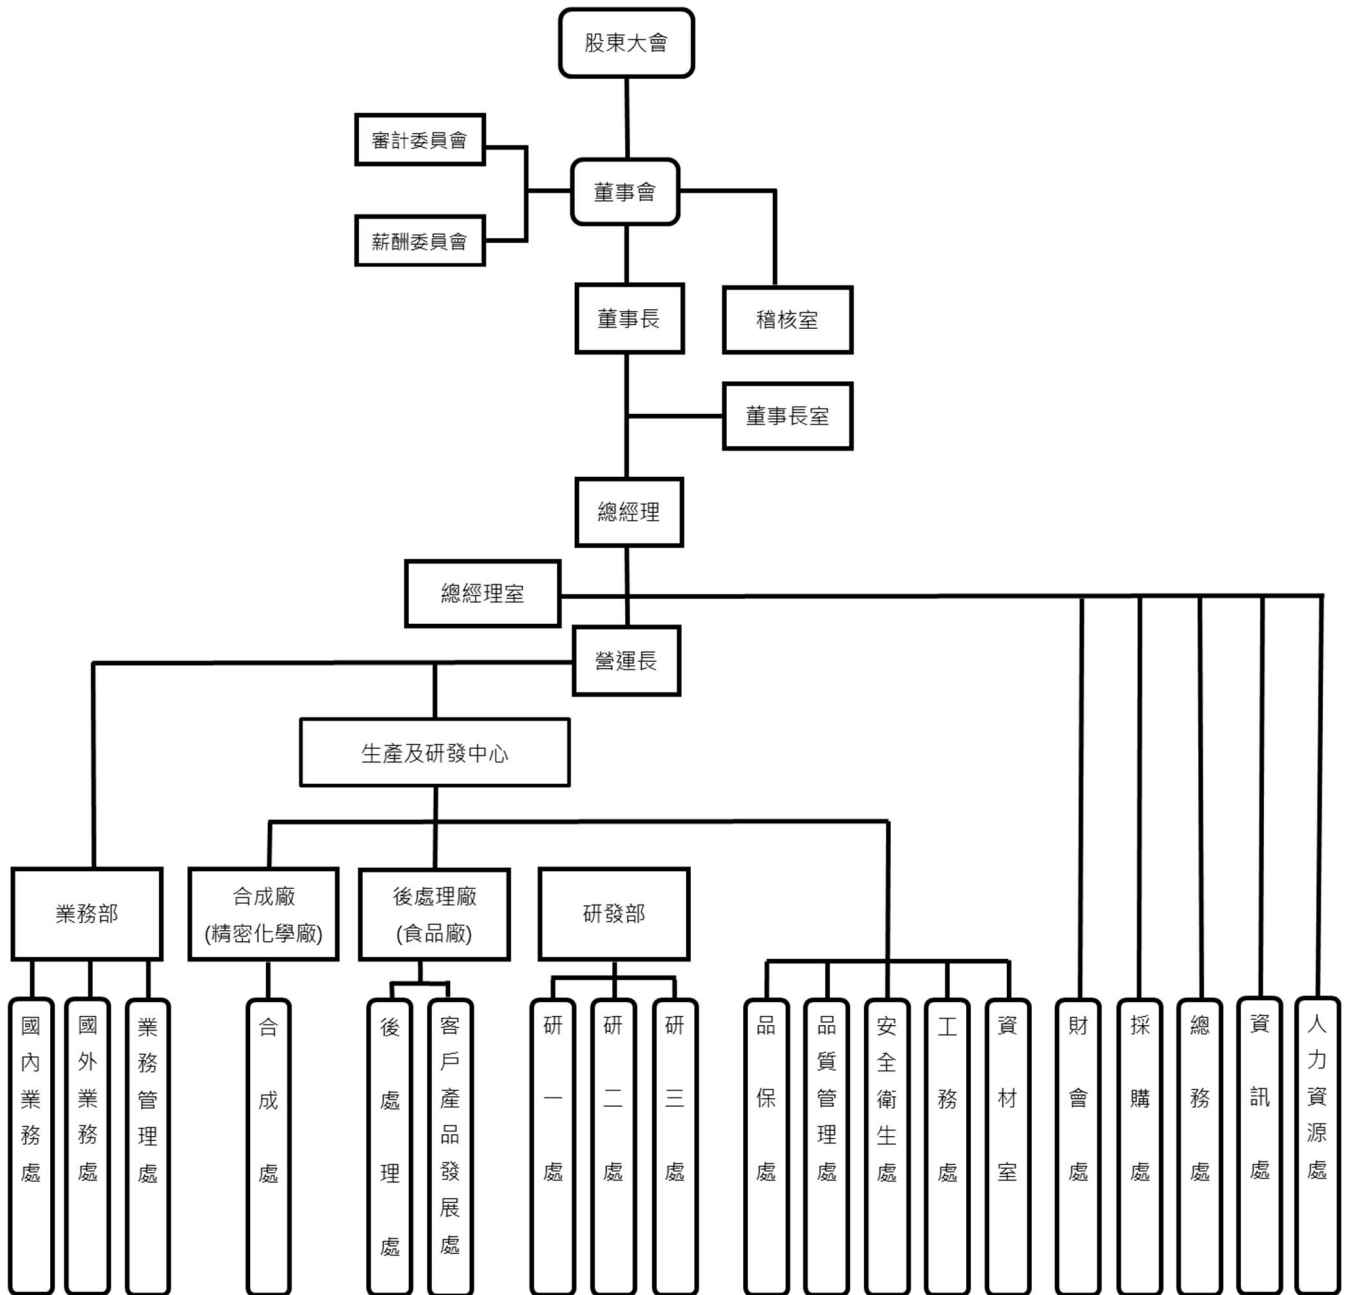 股東大會
審計委員會
董事會
薪酬委員會
董事長
稽核室
董事長室
總經理
總經理室
營運長
生產及研發中心
業務部
合成廠
(精密化學廠)
後處理廠
(食品廠)
研發部
國內業務處
國外業務處
業務管理處
合成處
後處理處
客戶產品發展處
研一處
研二處
研三處
品保處
品質管理處
安全衛生處
工務處
資材室
財會處
採購處
總務處
資訊處
人力資源處